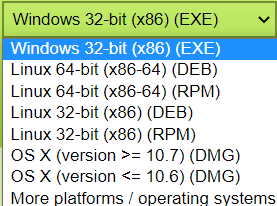 Windows 32-bit (x86) (EXE)
Windows 32-bit (x86) (EXE)
Linux 64-bit (x86-64) (DEB)
Linux 64-bit (x86-64) (RPM)
Linux 32-bit (x86) (DEB)
Linux 32-bit (x86) (RPM)
OS X (version >= 10.7) (DMG)
OS X (version <= 10.6) (DMG)
More platforms / operating systems